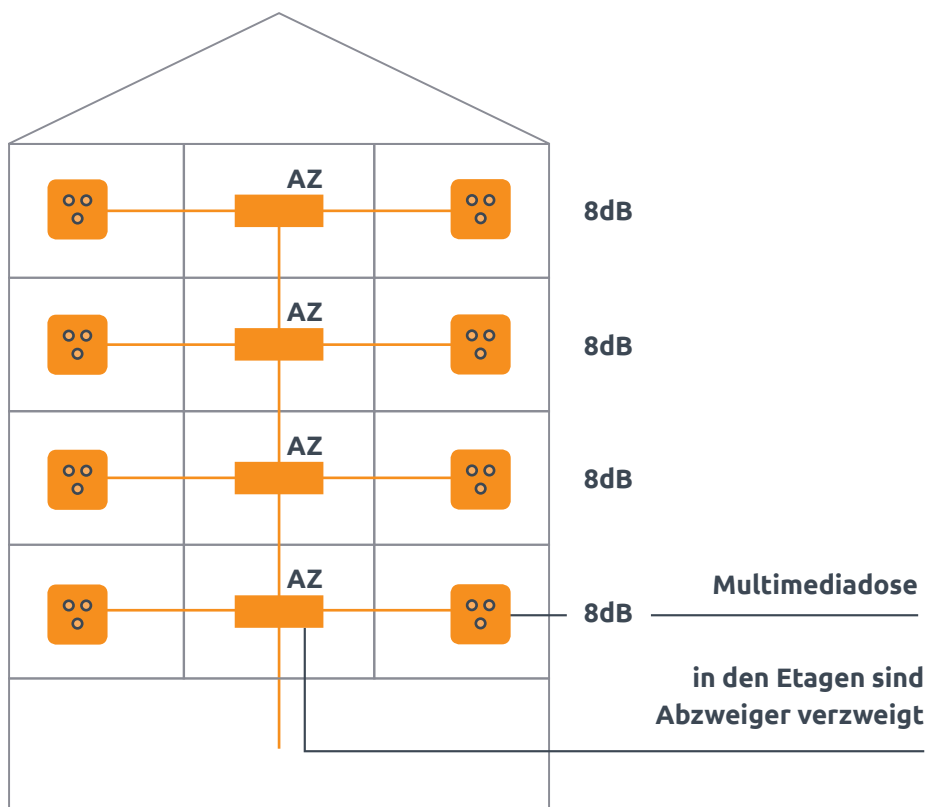 AZ
8dB
AZ
8dB
AZ
8dB
AZ
8dB
Multimediadose
in den Etagen sind
Abzweiger verzweigt